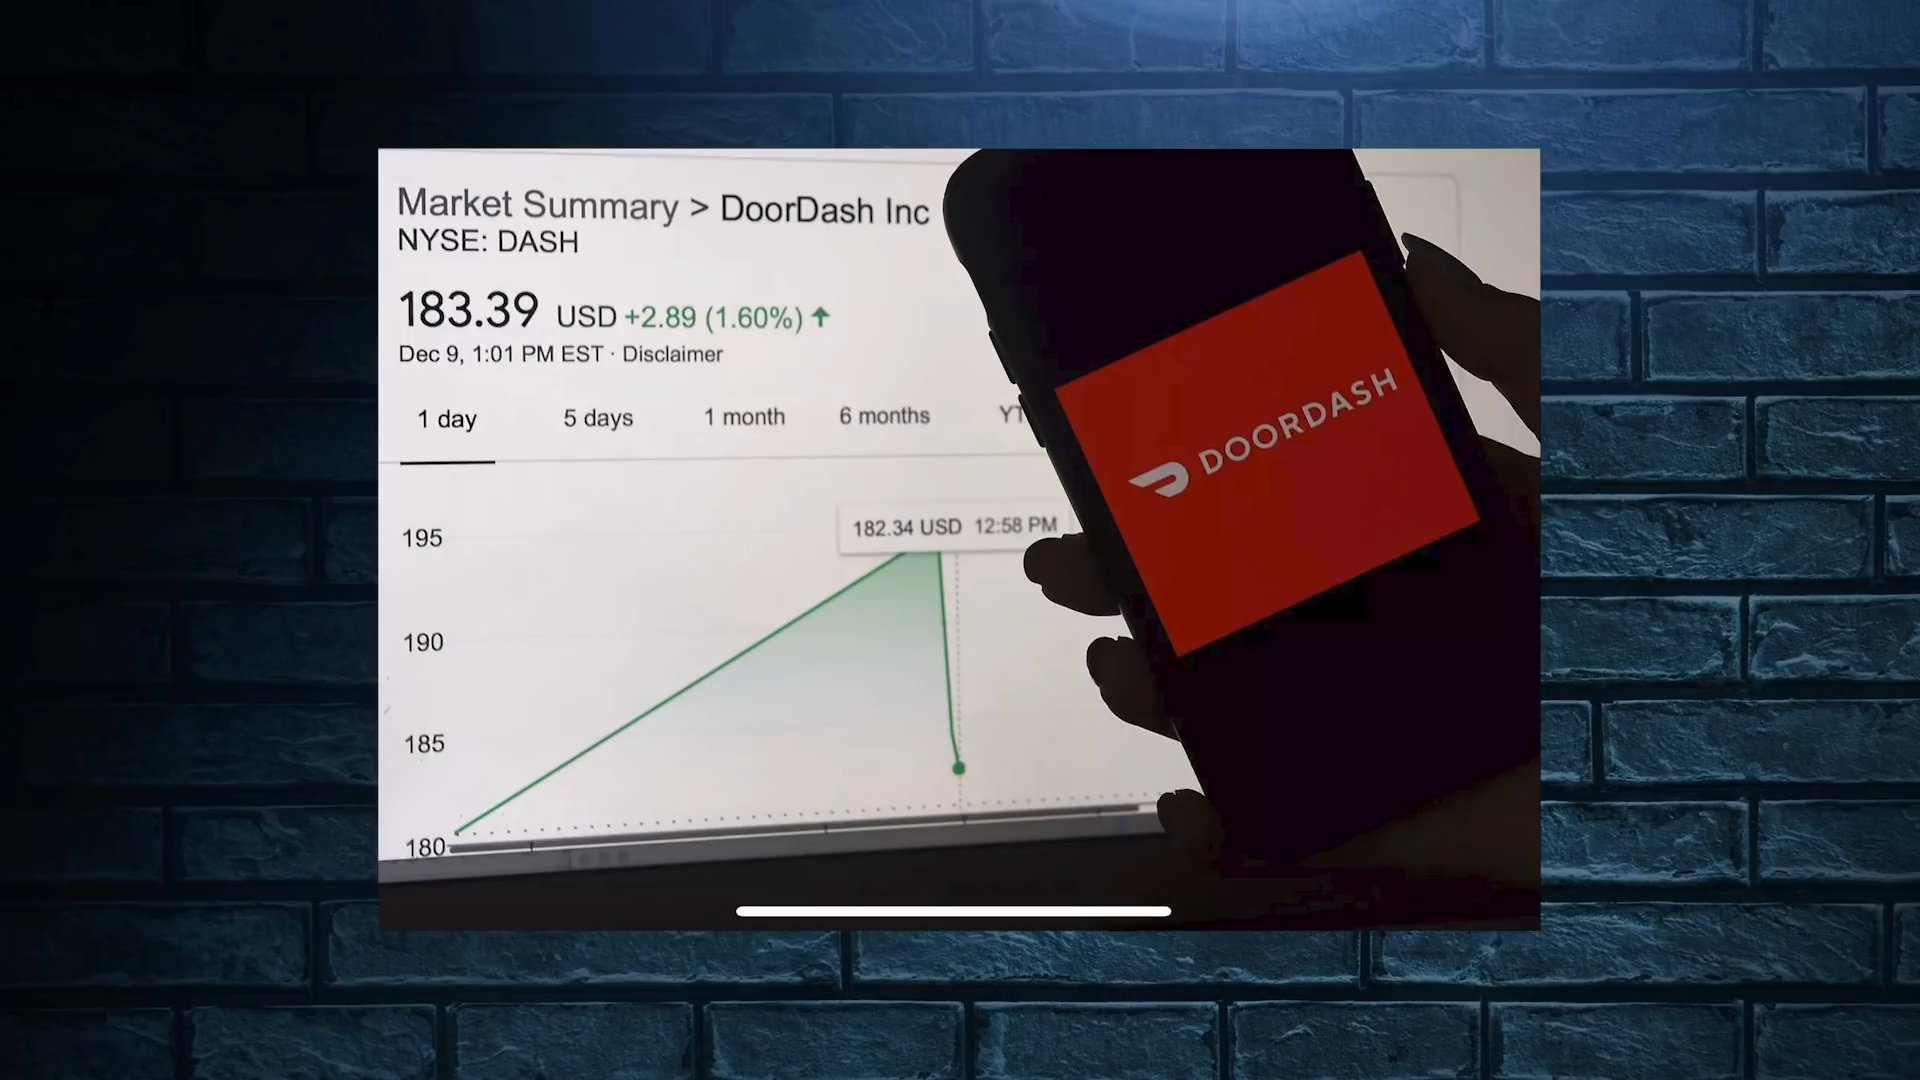 Market Summary > DoorDash Inc
NYSE: DASH
183.39 USD +2.89 (1.60%) ↑
Dec 9, 1:01 PM EST · Disclaimer
1 day 5 days 1 month 6 months
195
182.34 USD 12:58 PM
190
185
180
DOORDASH